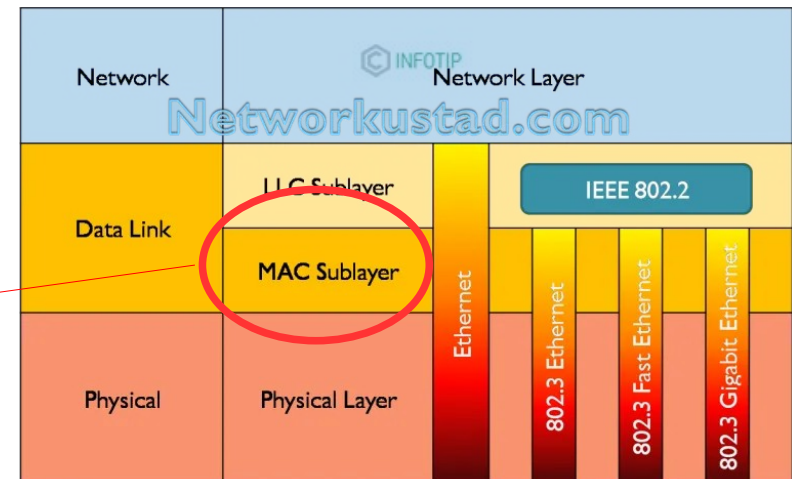 © INFOTIP
Network
Network Layer
Networkustad.com
LLC Sublayer
IEEE 802.2
Data Link
MAC Sublayer
Ethernet
802.3 Ethernet
802.3 Fast Ethernet
802.3 Gigabit Ethernet
Physical
Physical Layer